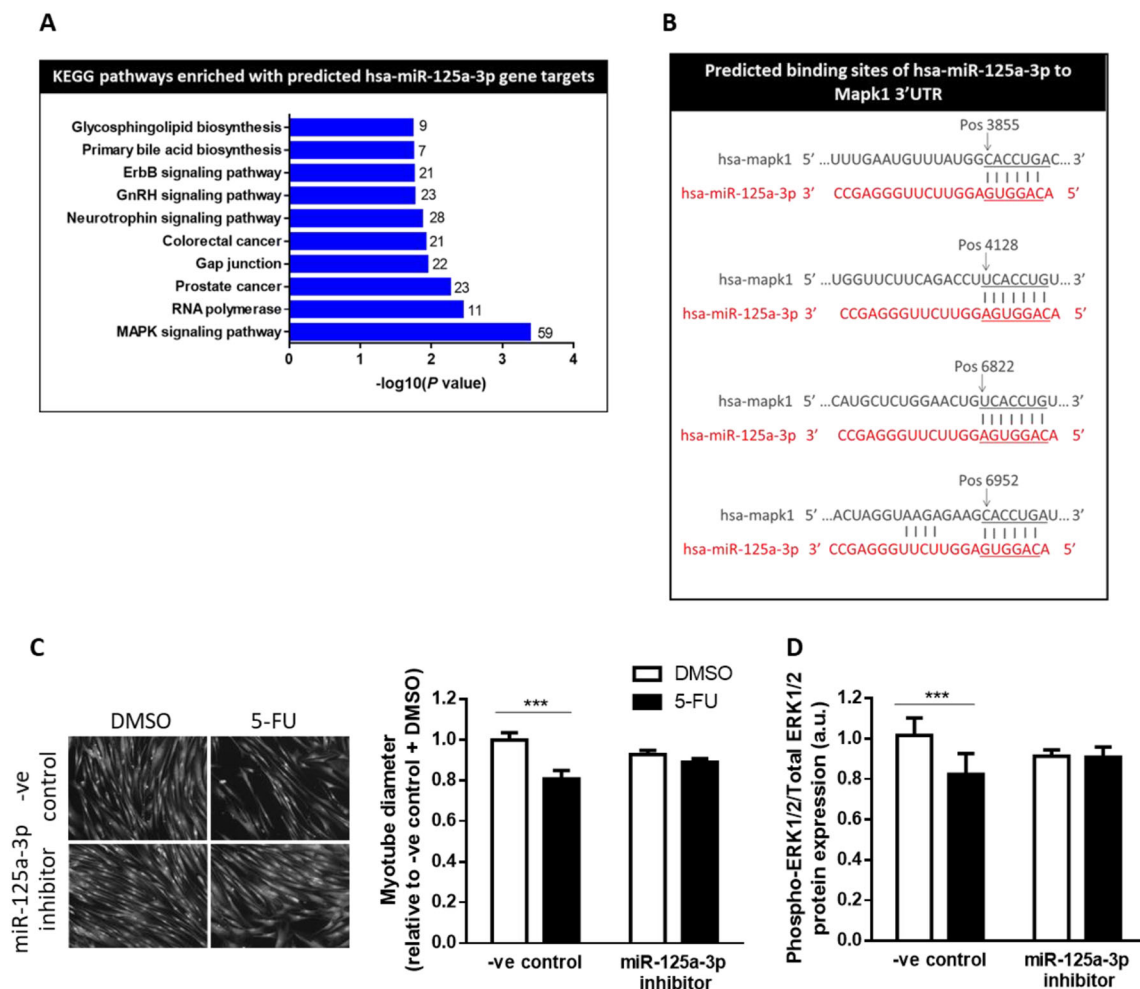 A
KEGG pathways enriched with predicted hsa-miR-125a-3p gene targets
Glycosphingolipid biosynthesis 9
Primary bile acid biosynthesis 7
ErbB signaling pathway 21
GnRH signaling pathway 23
Neurotrophin signaling pathway 28
Colorectal cancer 21
Gap junction 22
Prostate cancer 23
RNA polymerase 11
MAPK signaling pathway 59
0 1 2 3 4
-log10(P value)
B
Predicted binding sites of hsa-miR-125a-3p to
Mapk1 3’UTR
Pos 3855
hsa-mapk1 5’ ...UUUGAAUGUUUAUGGCACCUGAC... 3’
hsa-miR-125a-3p 3’ CCGAGGGUUCUUGGAGUGGACA 5’
Pos 4128
hsa-mapk1 5’ ...UGGUUCUUCAGACCUUCACCUGU... 3’
hsa-miR-125a-3p 3’ CCGAGGGUUCUUGGAGUGGACA 5’
Pos 6822
hsa-mapk1 5’ ...CAUGCUCUGGAACUGUCACCUGU... 3’
hsa-miR-125a-3p 3’ CCGAGGGUUCUUGGAGUGGACA 5’
Pos 6952
hsa-mapk1 5’ ...ACUAGGUAAGAGAAGCACCUGAU... 3’
hsa-miR-125a-3p 3’ CCGAGGGUUCUUGGAGUGGACA 5’
C
DMSO 5-FU
-ve
control
miR-125a-3p
inhibitor
Myotube diameter
(relative to -ve control + DMSO)
1.2
1.0
0.8
0.6
0.4
0.2
0.0
***
DMSO
5-FU
-ve control
miR-125a-3p
inhibitor
D
Phospho-ERK1/2/Total ERK1/2
protein expression (a.u.)
1.2
1.0
0.8
0.6
0.4
0.2
0.0
***
-ve control
miR-125a-3p
inhibitor